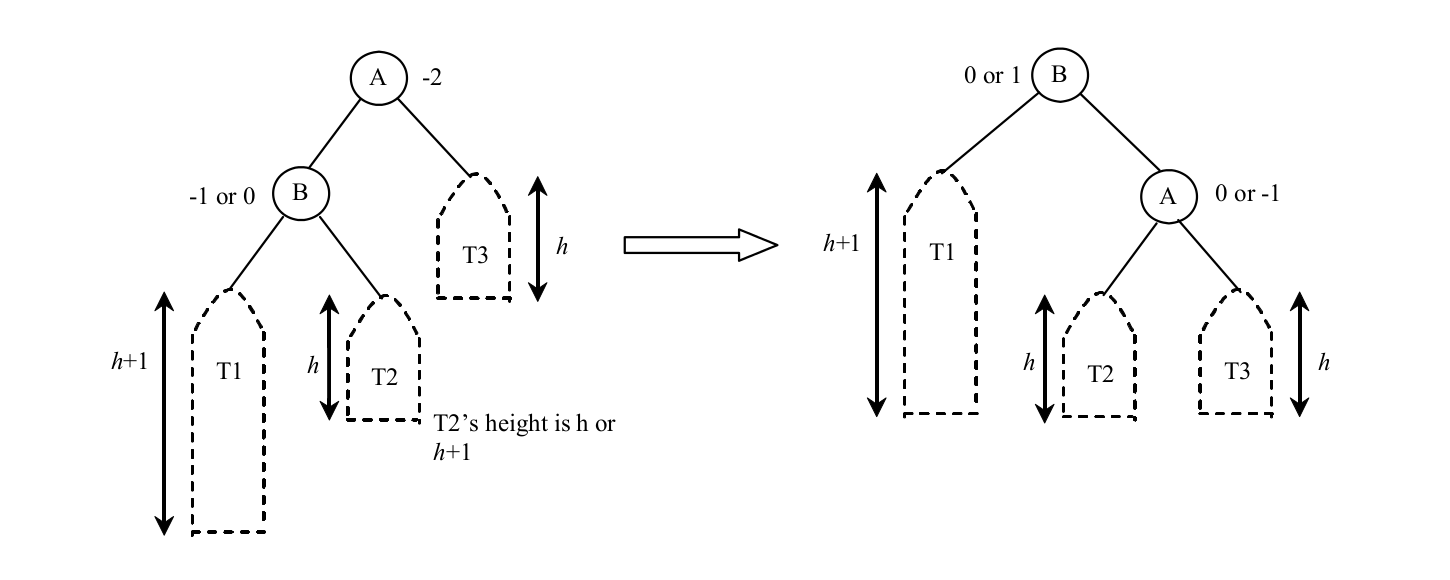 A -2
-1 or 0 B
T3 h
h+1 T1
h T2
T2's height is h or
h+1
0 or 1 B
A 0 or -1
h+1 T1
h T2
T3 h